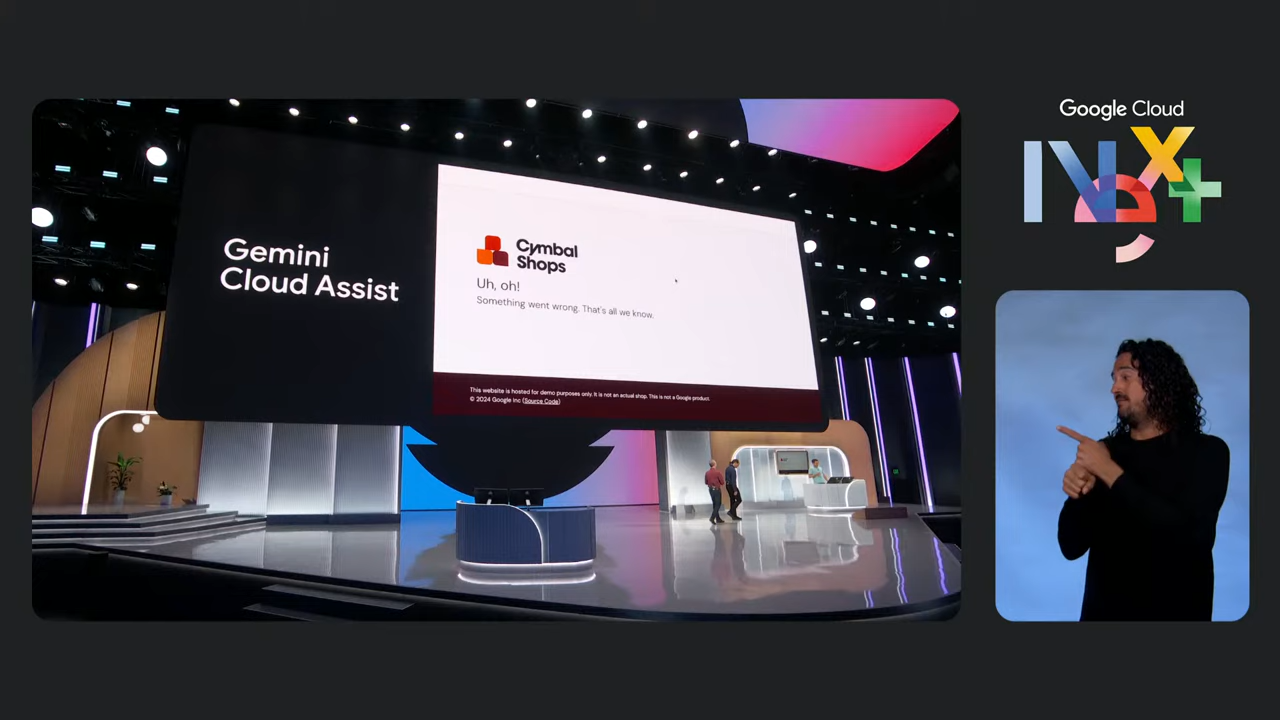 Google Cloud
Next
Gemini
Cloud Assist
Cymbal
Shops
Uh, oh!
Something went wrong. That's all we know.
This website is hosted for demo purposes only. It is not an actual shop. This is not a Google product.
© 2024 Google Inc (Source Code)